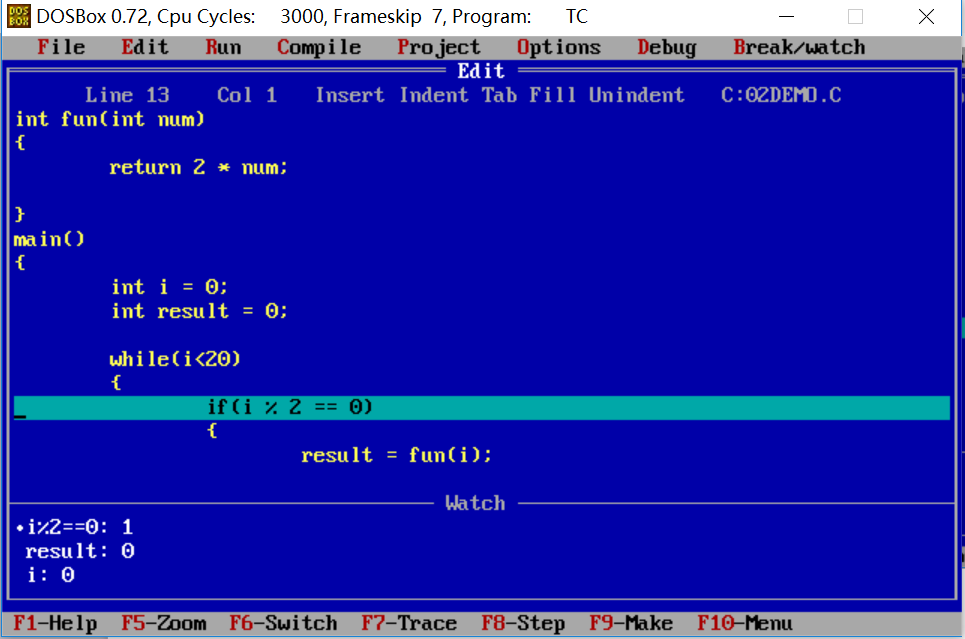 DOSBox 0.72, Cpu Cycles: 3000, Frameskip 7, Program: TC
File Edit Run Compile Project Options Debug Break/watch
Edit
Line 13 Col 1 Insert Indent Tab Fill Unindent C:02DEMO.C
int fun(int num)
{
return 2 * num;
}
main()
{
int i = 0;
int result = 0;
while(i<20)
{
if(i % 2 == 0)
{
result = fun(i);
Watch
•i%2==0: 1
result: 0
i: 0
F1-Help F5-Zoom F6-Switch F7-Trace F8-Step F9-Make F10-Menu